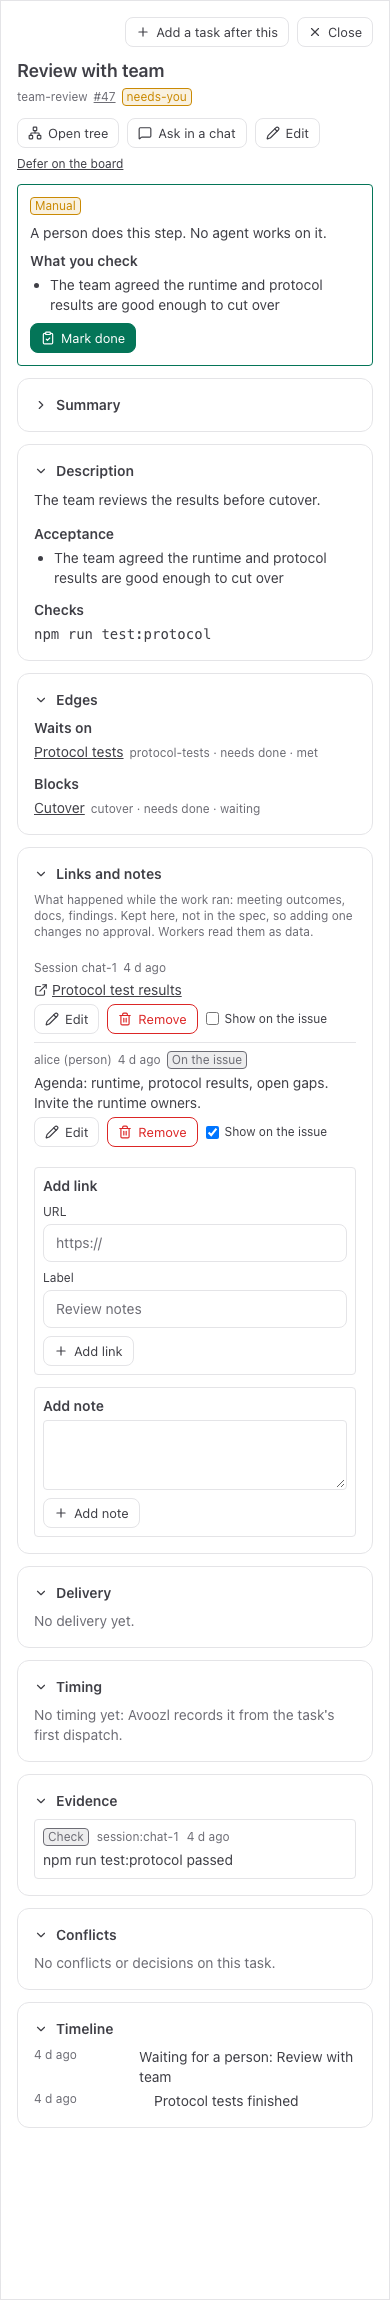 Add a task after this
Close
Review with team
team-review #47 needs-you
Open tree
Ask in a chat
Edit
Defer on the board
Manual
A person does this step. No agent works on it.
What you check
• The team agreed the runtime and protocol
results are good enough to cut over
Mark done
Summary
Description
The team reviews the results before cutover.
Acceptance
• The team agreed the runtime and protocol
results are good enough to cut over
Checks
npm run test:protocol
Edges
Waits on
Protocol tests protocol-tests · needs done · met
Blocks
Cutover cutover · needs done · waiting
Links and notes
What happened while the work ran: meeting outcomes,
docs, findings. Kept here, not in the spec, so adding one
changes no approval. Workers read them as data.
Session chat-1 4 d ago
Protocol test results
Edit
Remove
Show on the issue
alice (person) 4 d ago On the issue
Agenda: runtime, protocol results, open gaps.
Invite the runtime owners.
Edit
Remove
Show on the issue
Add link
URL
https://
Label
Review notes
Add link
Add note
Add note
Delivery
No delivery yet.
Timing
No timing yet: Avoozl records it from the task's
first dispatch.
Evidence
Check session:chat-1 4 d ago
npm run test:protocol passed
Conflicts
No conflicts or decisions on this task.
Timeline
4 d ago Waiting for a person: Review with
team
4 d ago Protocol tests finished